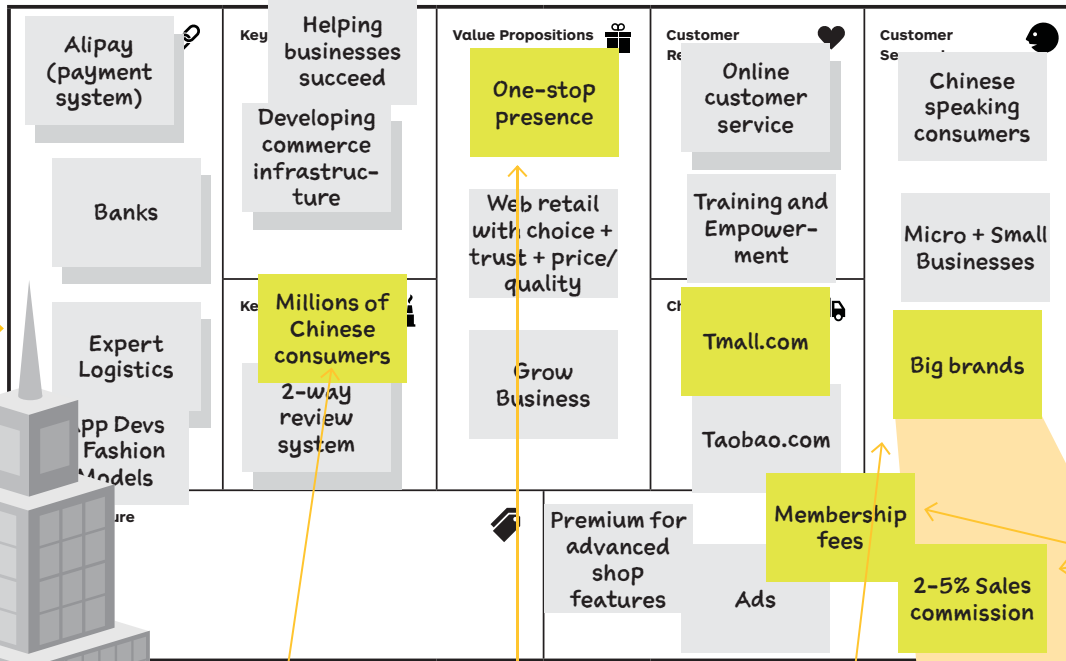 Alipay
(payment
system)
Banks
Expert
Logistics
App Devs
Fashion
Models
Key
Helping
businesses
succeed
Developing
commerce
infrastruc-
ture
Millions of
Chinese
consumers
2-way
review
system
Value Propositions
One-stop
presence
Web retail
with choice +
trust + price/
quality
Grow
Business
Customer
Online
customer
service
Training and
Empower-
ment
Tmall.com
Taobao.com
Customer
Chinese
speaking
consumers
Micro + Small
Businesses
Big brands
Premium for
advanced
shop
features
Ads
Membership
fees
2-5% Sales
commission